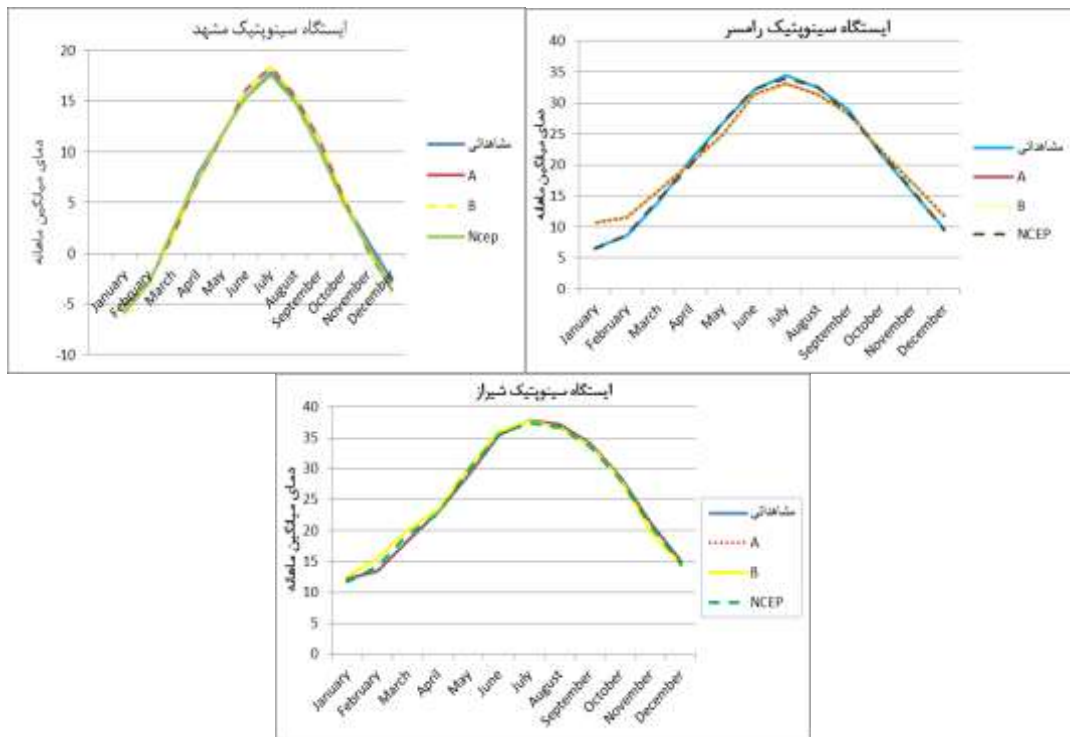 ایستگاه سینوپتیک مشهد
دمای میانگین ماهانه
20
15
10
5
0
-5
-10
January
February
March
April
May
June
July
August
September
October
November
December
مشاهداتی
A
B
Ncep
ایستگاه سینوپتیک رامسر
دمای میانگین ماهانه
40
35
30
25
20
15
10
5
0
January
February
March
April
May
June
July
August
September
October
November
December
مشاهداتی
A
B
NCEP
ایستگاه سینوپتیک شیراز
دمای میانگین ماهانه
40
35
30
25
20
15
10
5
0
January
February
March
April
May
June
July
August
September
October
November
December
مشاهداتی
A
B
NCEP